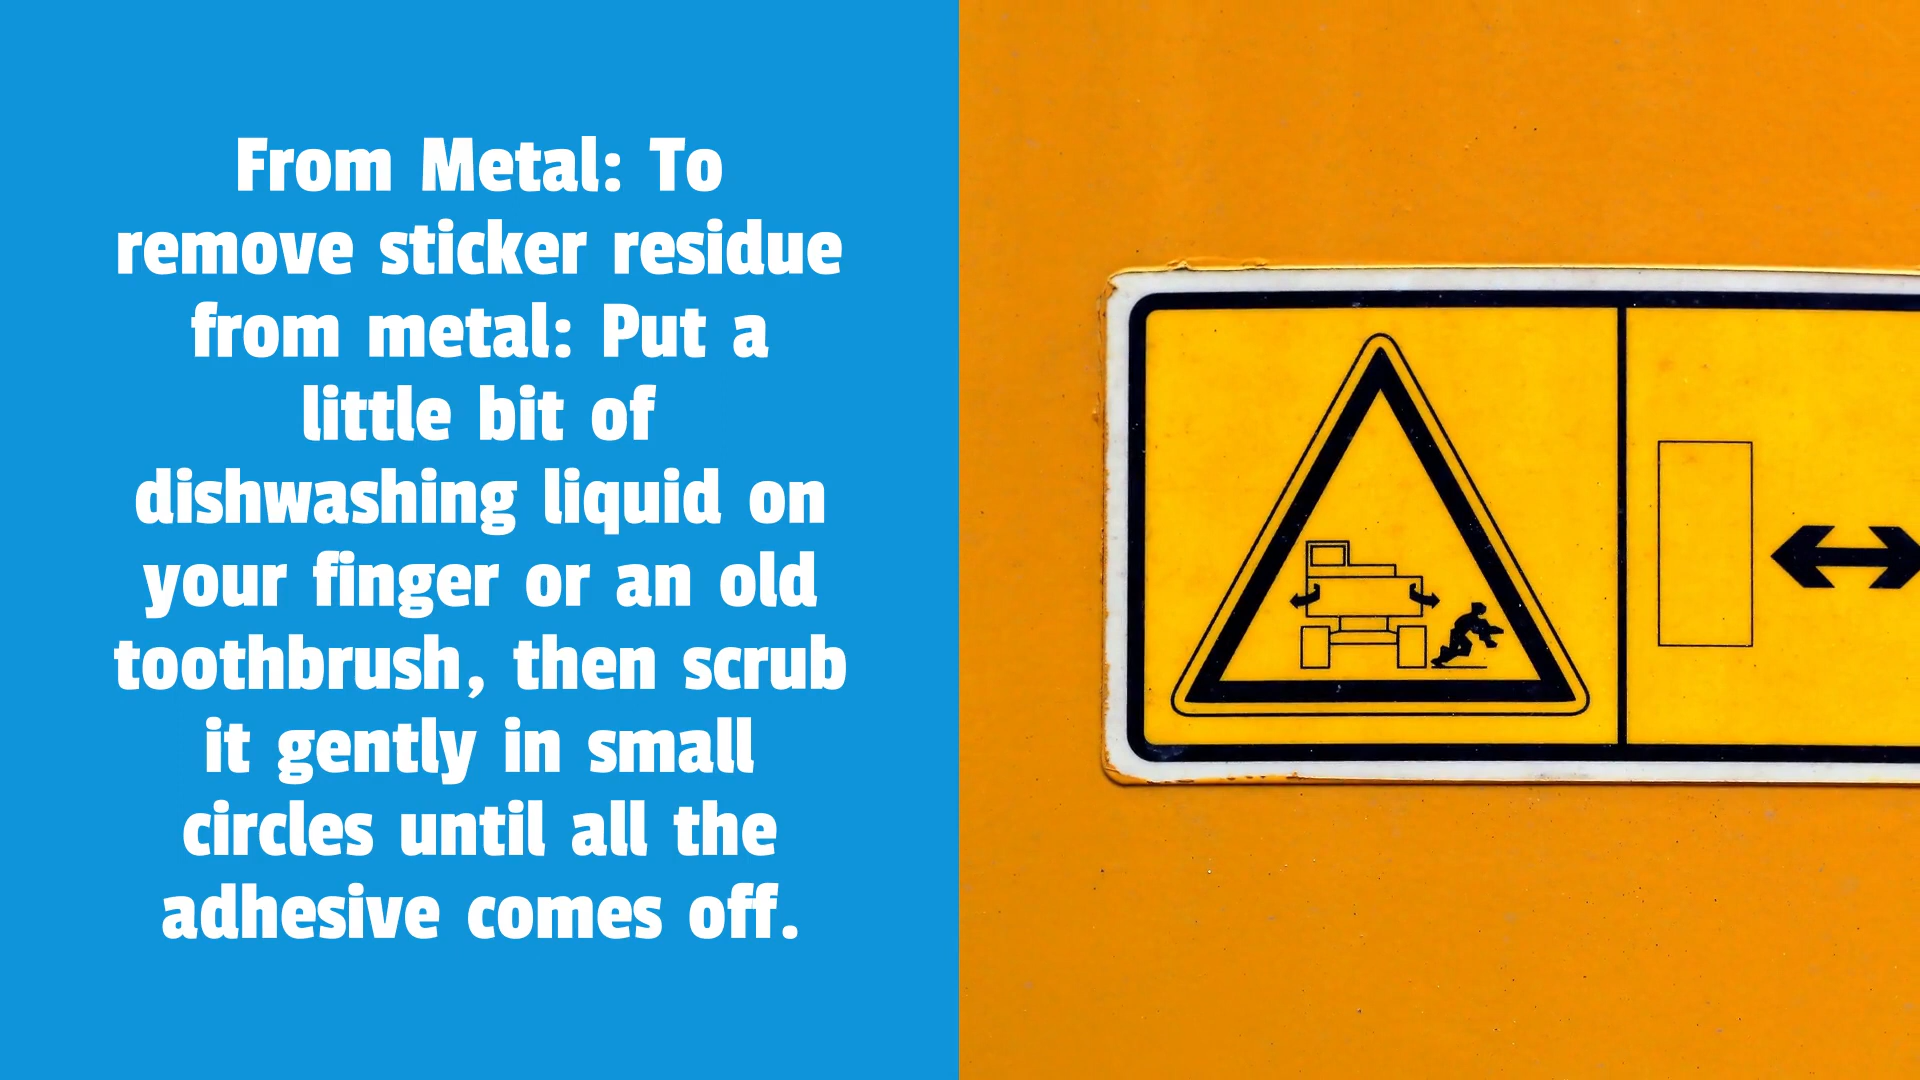 From Metal: To
remove sticker residue
from metal: Put a
little bit of
dishwashing liquid on
your finger or an old
toothbrush, then scrub
it gently in small
circles until all the
adhesive comes off.